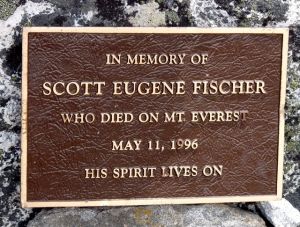 IN MEMORY OF
SCOTT EUGENE FISCHER
WHO DIED ON MT. EVEREST
MAY 11, 1996
HIS SPIRIT LIVES ON